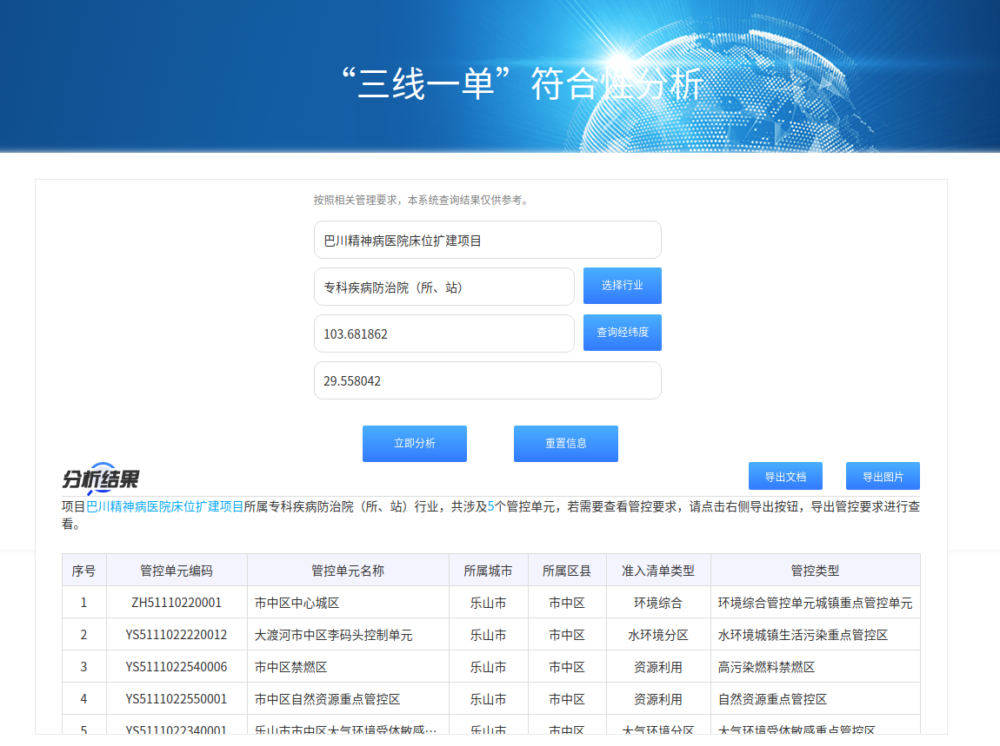 “三线一单”符合性分析
按照相关管理要求，本系统查询结果仅供参考。
巴川精神病医院床位扩建项目
专科疾病防治院（所、站） 选择行业
103.681862 查询经纬度
29.558042
立即分析 重置信息
分析结果 导出文档 导出图片
项目巴川精神病医院床位扩建项目所属专科疾病防治院（所、站）行业，共涉及5个管控单元，若需要查看管控要求，请点击右侧导出按钮，导出管控要求进行查
看。
序号 管控单元编码 管控单元名称 所属城市 所属区县 准入清单类型 管控类型
1 ZH51110220001 市中区中心城区 乐山市 市中区 环境综合 环境综合管控单元城镇重点管控单元
2 YS5111022220012 大渡河市中区李码头控制单元 乐山市 市中区 水环境分区 水环境城镇生活污染重点管控区
3 YS5111022540006 市中区禁燃区 乐山市 市中区 资源利用 高污染燃料禁燃区
4 YS5111022550001 市中区自然资源重点管控区 乐山市 市中区 资源利用 自然资源重点管控区
5 YS5111022340001 乐山市市中区大气环境受体敏感… 乐山市 市中区 大气环境分区 大气环境受体敏感重点管控区